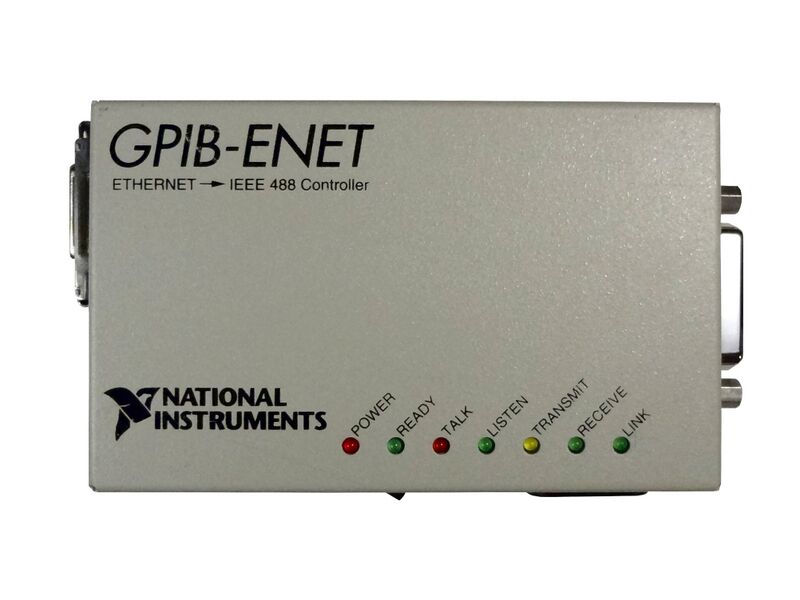 GPIB-ENET
ETHERNET → IEEE 488 Controller
NATIONAL
INSTRUMENTS
POWER
READY
TALK
LISTEN
TRANSMIT
RECEIVE
LINK